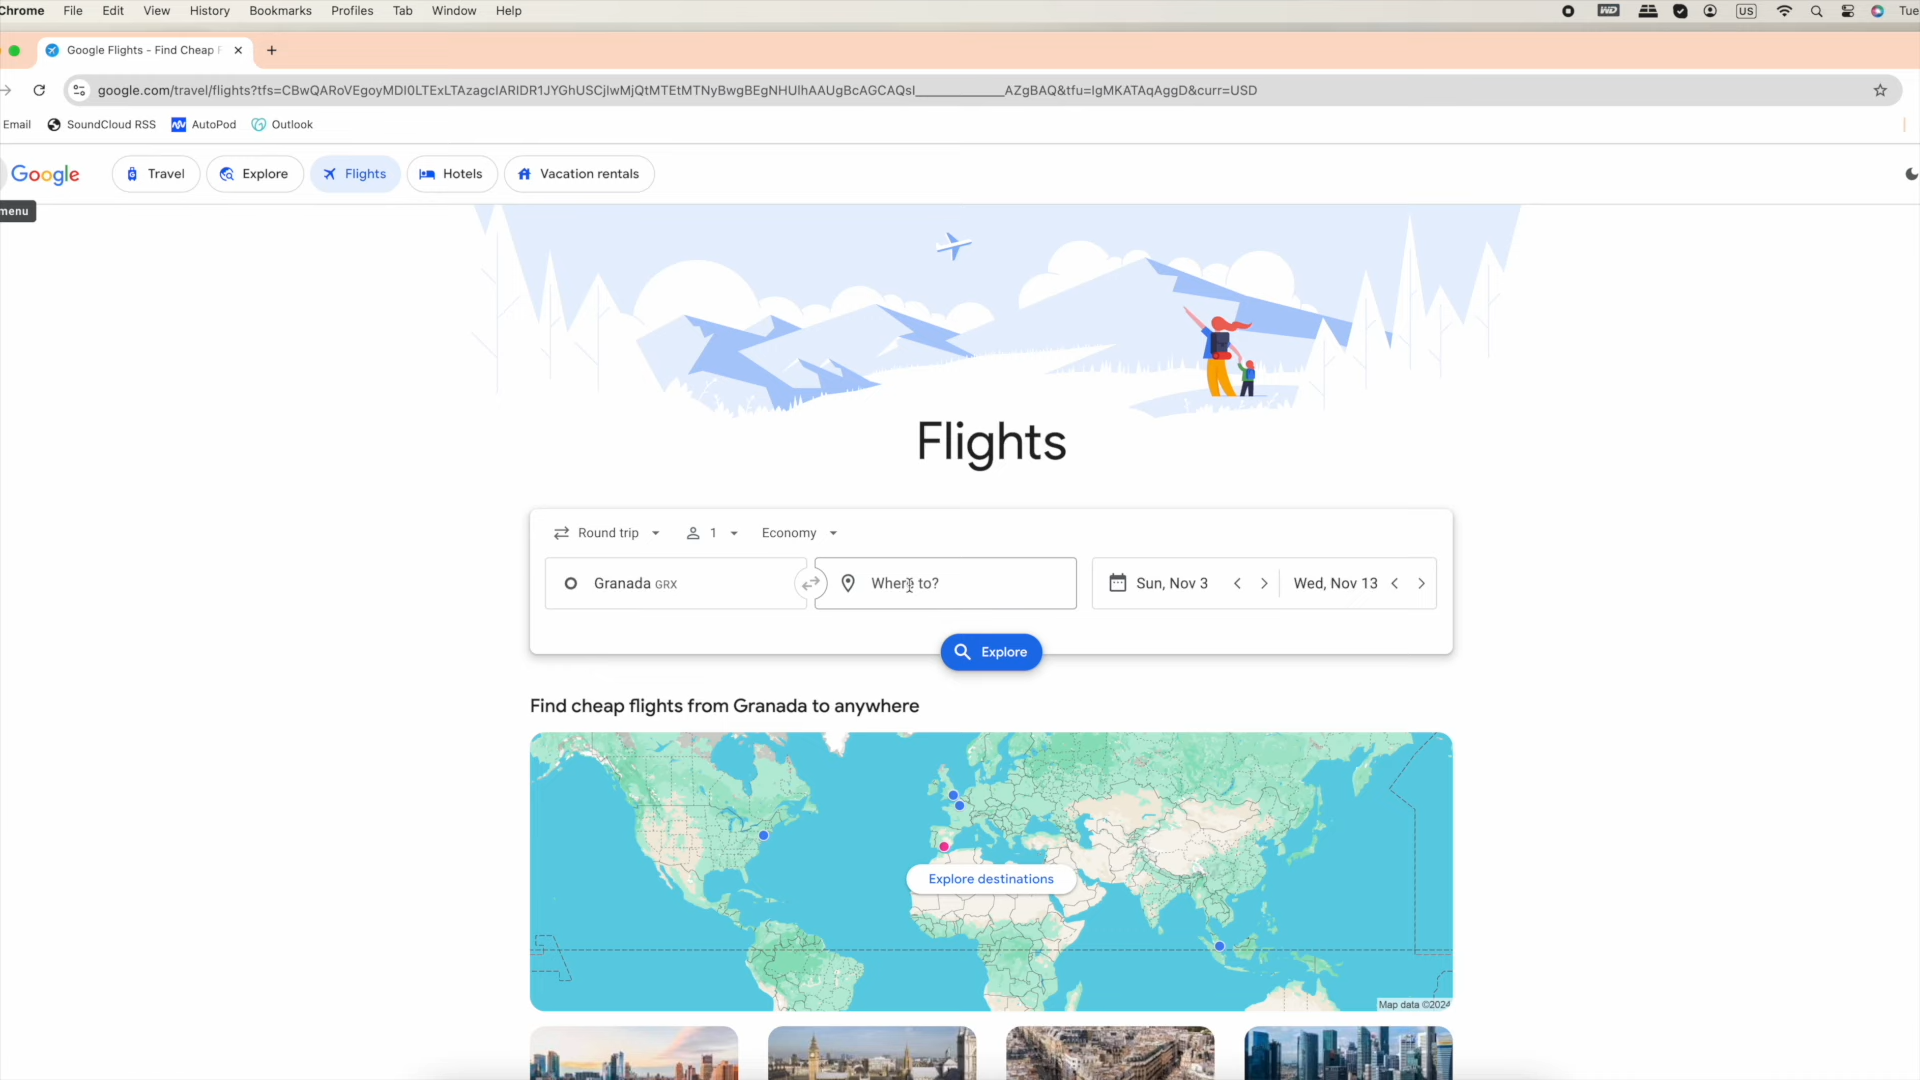 Chrome File Edit View History Bookmarks Profiles Tab Window Help WD US Tue
Google Flights - Find Cheap F
google.com/travel/flights?tfs=CBwQARoVEgoyMDI0LTExLTAzagcIARIDR1JYGhUSCjIwMjQtMTEtMTNyBwgBEgNHUlhAAUgBcAGCAQsI____________AZgBAQ&tfu=IgMKATAqAggD&curr=USD
Email SoundCloud RSS AutoPod Outlook
Google Travel Explore Flights Hotels Vacation rentals
menu
Flights
Round trip 1 Economy
Granada GRX Where to? Sun, Nov 3 Wed, Nov 13
Explore
Find cheap flights from Granada to anywhere
Explore destinations
Map data ©2024